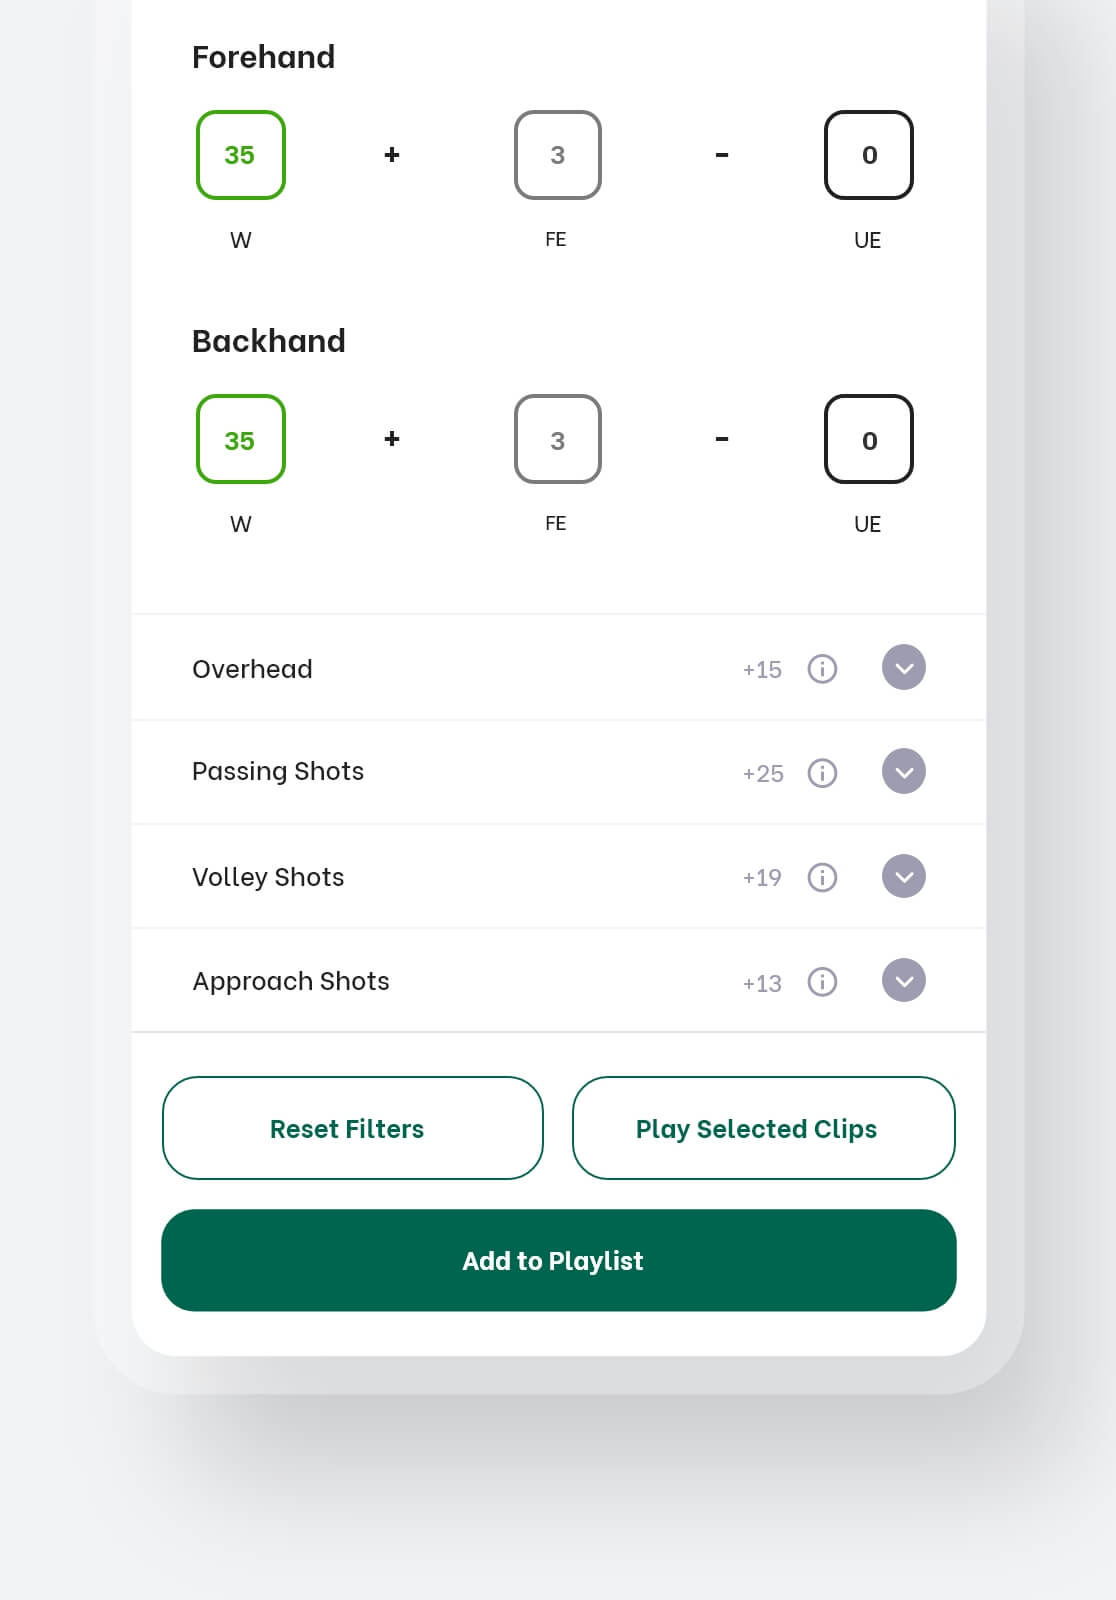 Forehand
35 + 3 - 0
W FE UE
Backhand
35 + 3 - 0
W FE UE
Overhead +15
Passing Shots +25
Volley Shots +19
Approach Shots +13
Reset Filters Play Selected Clips
Add to Playlist